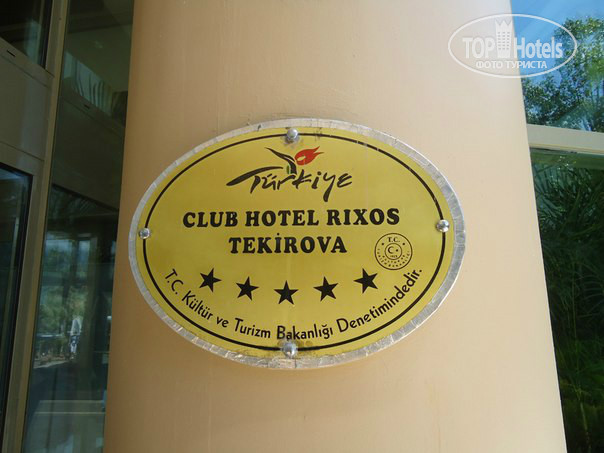 TOP Hotels
ФОТО ТУРИСТА
Türkiye
CLUB HOTEL RIXOS
TEKİROVA
T.C.
T.C. Kültür ve Turizm Bakanlığı Denetimindedir.